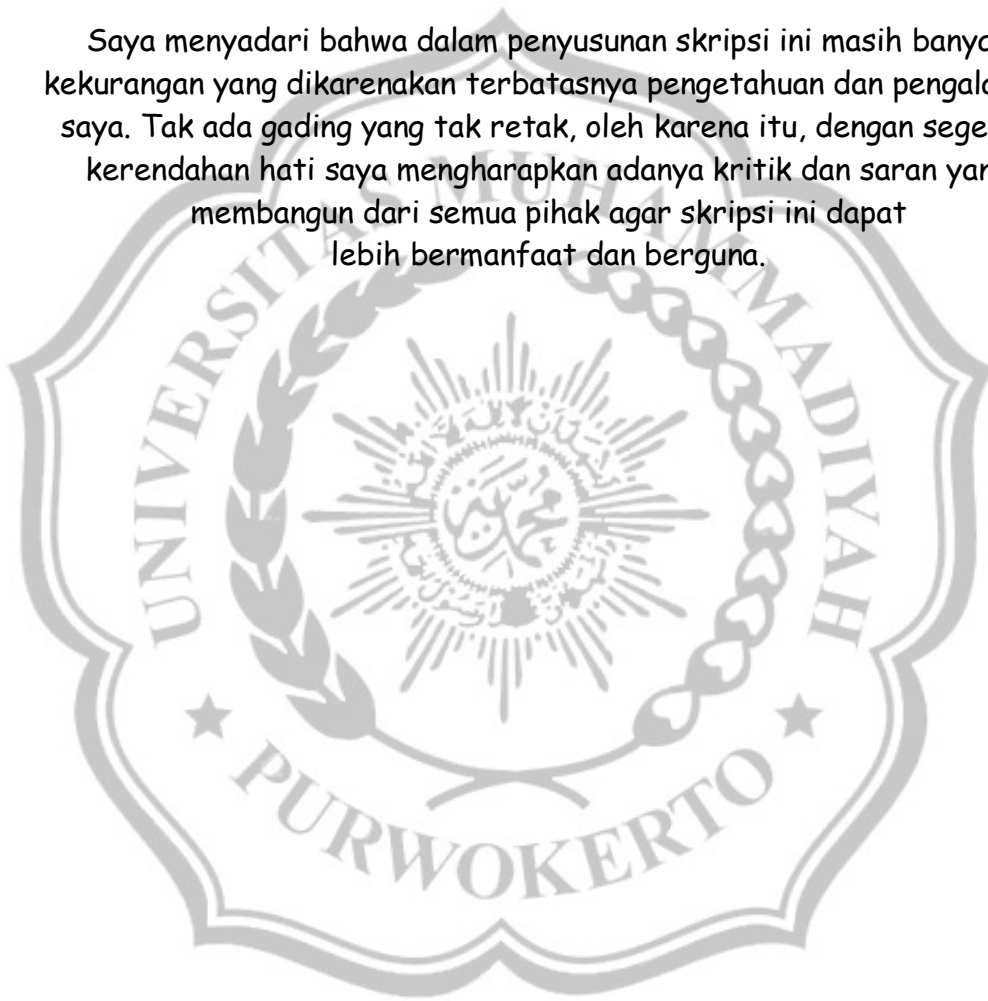 Saya menyadari bahwa dalam penyusunan skripsi ini masih banya
kekurangan yang dikarenakan terbatasnya pengetahuan dan pengala
saya. Tak ada gading yang tak retak, oleh karena itu, dengan sege
kerendahan hati saya mengharapkan adanya kritik dan saran yan
membangun dari semua pihak agar skripsi ini dapat
lebih bermanfaat dan berguna.
UNIVERSITAS MUHAMMADIYAH
محمدية
★ PURWOKERTO ★